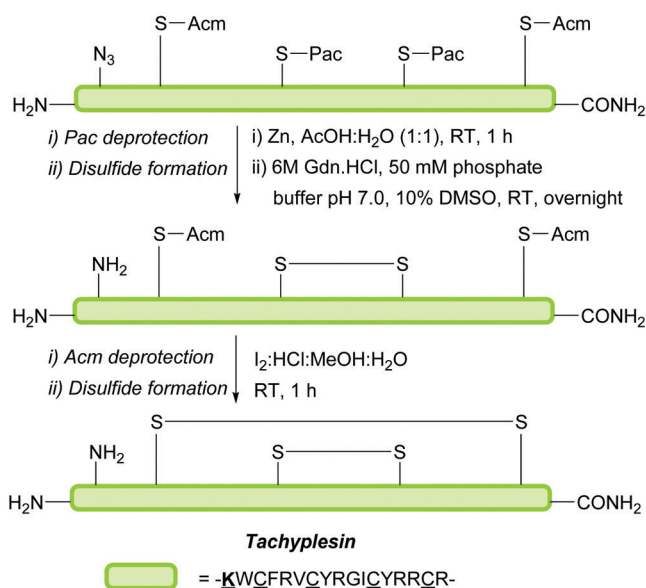 S—Acm S—Acm
N₃ S—Pac S—Pac
H₂N— —CONH₂
i) Pac deprotection i) Zn, AcOH:H₂O (1:1), RT, 1 h
ii) Disulfide formation ii) 6M Gdn.HCl, 50 mM phosphate
buffer pH 7.0, 10% DMSO, RT, overnight
S—Acm S—Acm
NH₂ S S
H₂N— —CONH₂
i) Acm deprotection I₂:HCl:MeOH:H₂O
ii) Disulfide formation RT, 1 h
S S
NH₂ S S
H₂N— —CONH₂
Tachyplesin
= -KWCFRVCYRGICYRRCR-